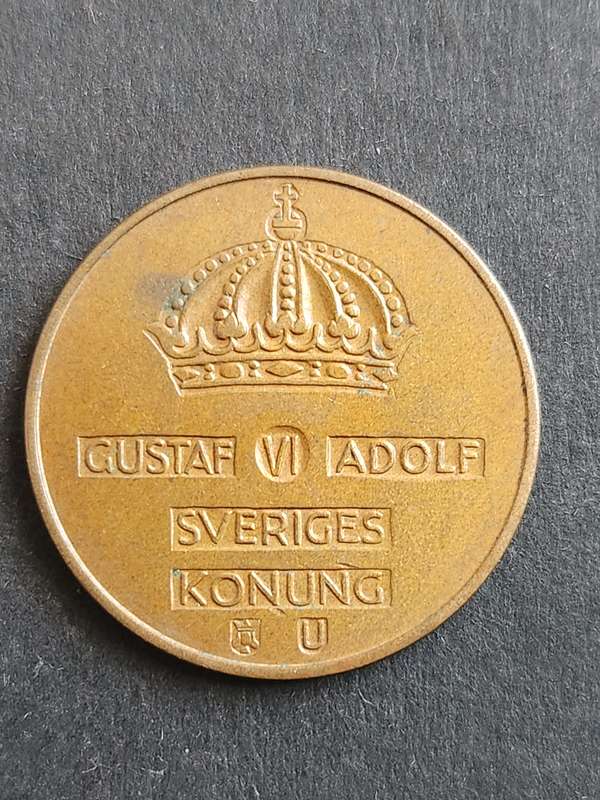 GUSTAF VI ADOLF
SVERIGES
KONUNG
U